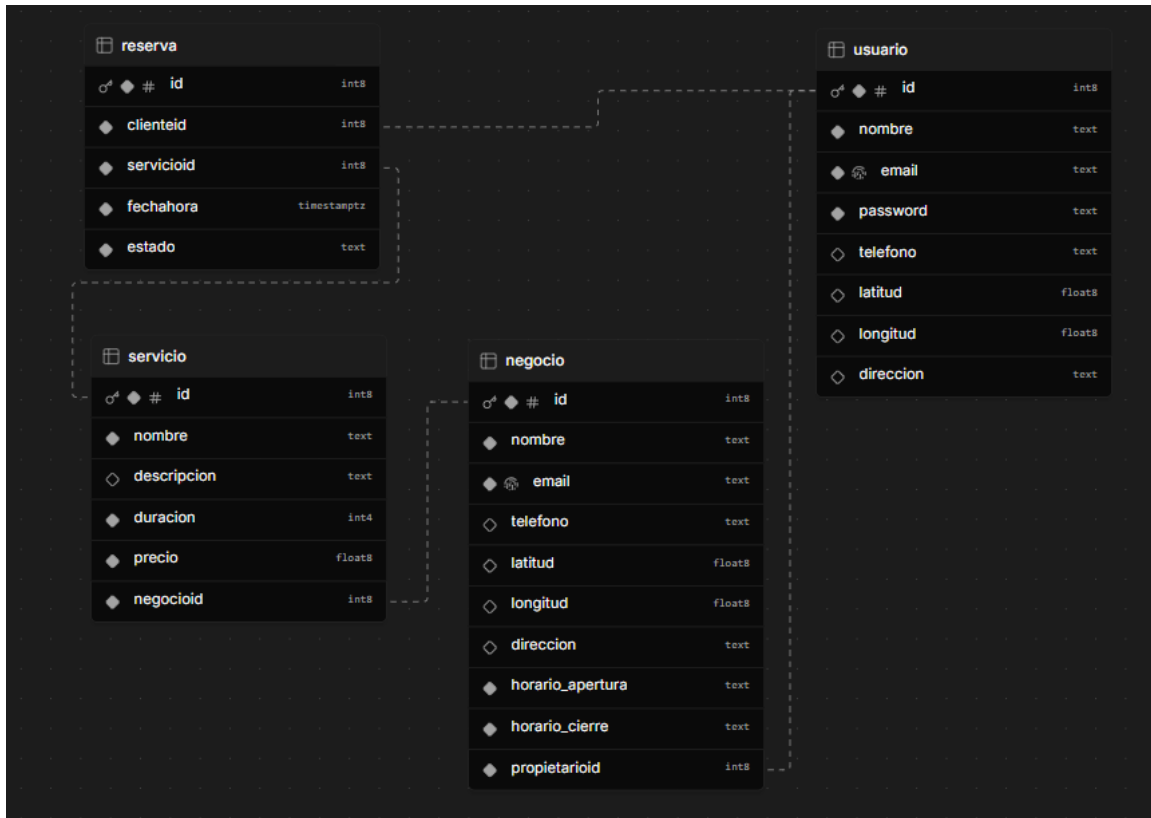 reserva
# id int8
clienteid int8
servicioid int8
fechahora timestamptz
estado text
usuario
# id int8
nombre text
email text
password text
telefono text
latitud float8
longitud float8
direccion text
servicio
# id int8
nombre text
descripcion text
duracion int4
precio float8
negocioid int8
negocio
# id int8
nombre text
email text
telefono text
latitud float8
longitud float8
direccion text
horario_apertura text
horario_cierre text
propietarioid int8